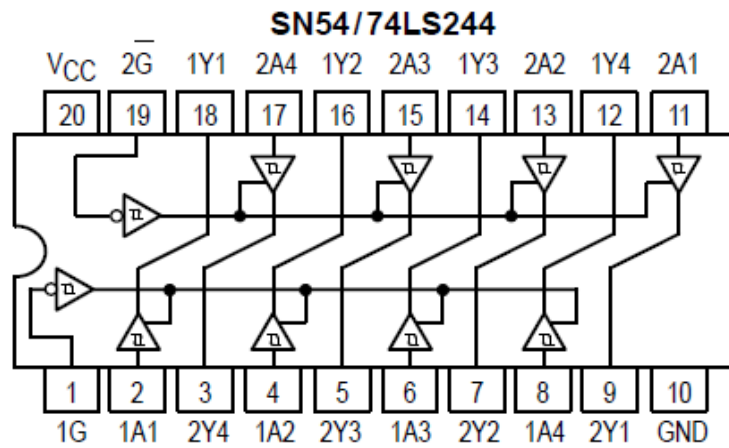 SN54/74LS244
VCC 2G̅ 1Y1 2A4 1Y2 2A3 1Y3 2A2 1Y4 2A1
20 19 18 17 16 15 14 13 12 11
1 2 3 4 5 6 7 8 9 10
1G 1A1 2Y4 1A2 2Y3 1A3 2Y2 1A4 2Y1 GND